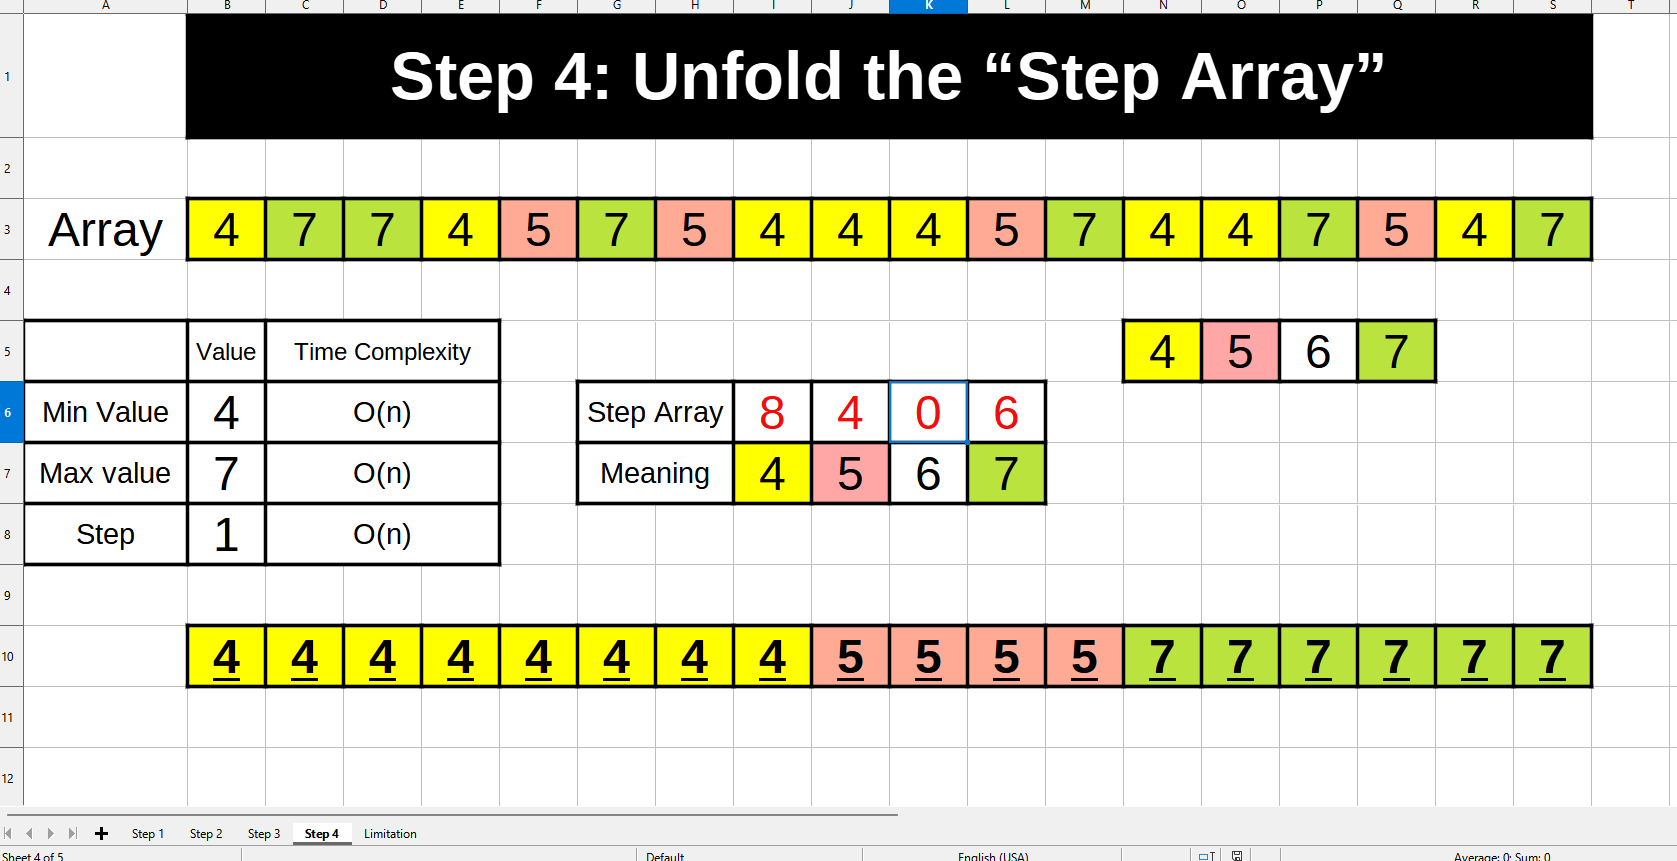 A B C D E F G H I J K L M N O P Q R S T
1 Step 4: Unfold the “Step Array”
2
3 Array 4 7 7 4 5 7 5 4 4 4 5 7 4 4 7 5 4 7
4
5 Value Time Complexity 4 5 6 7
6 Min Value 4 O(n) Step Array 8 4 0 6
7 Max value 7 O(n) Meaning 4 5 6 7
8 Step 1 O(n)
9
10 4 4 4 4 4 4 4 4 5 5 5 5 7 7 7 7 7 7
11
12
Step 1 Step 2 Step 3 Step 4 Limitation
Sheet 4 of 5 Default English (USA) Average: 0; Sum: 0